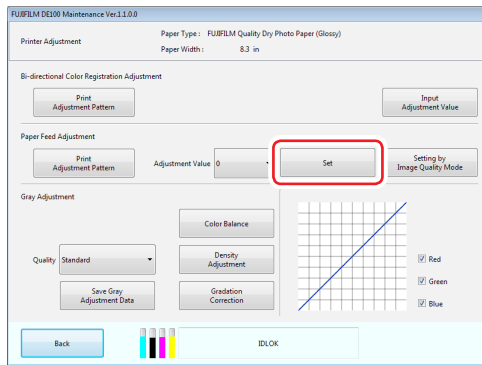 FUJIFILM DE100 Maintenance Ver.1.1.0.0
Printer Adjustment
Paper Type : FUJIFILM Quality Dry Photo Paper (Glossy)
Paper Width : 8.3 in
Bi-directional Color Registration Adjustment
Print
Adjustment Pattern
Input
Adjustment Value
Paper Feed Adjustment
Print
Adjustment Pattern
Adjustment Value 0
Set
Setting by
Image Quality Mode
Gray Adjustment
Color Balance
Quality Standard
Density
Adjustment
Save Gray
Adjustment Data
Gradation
Correction
Red
Green
Blue
Back
IDLOK